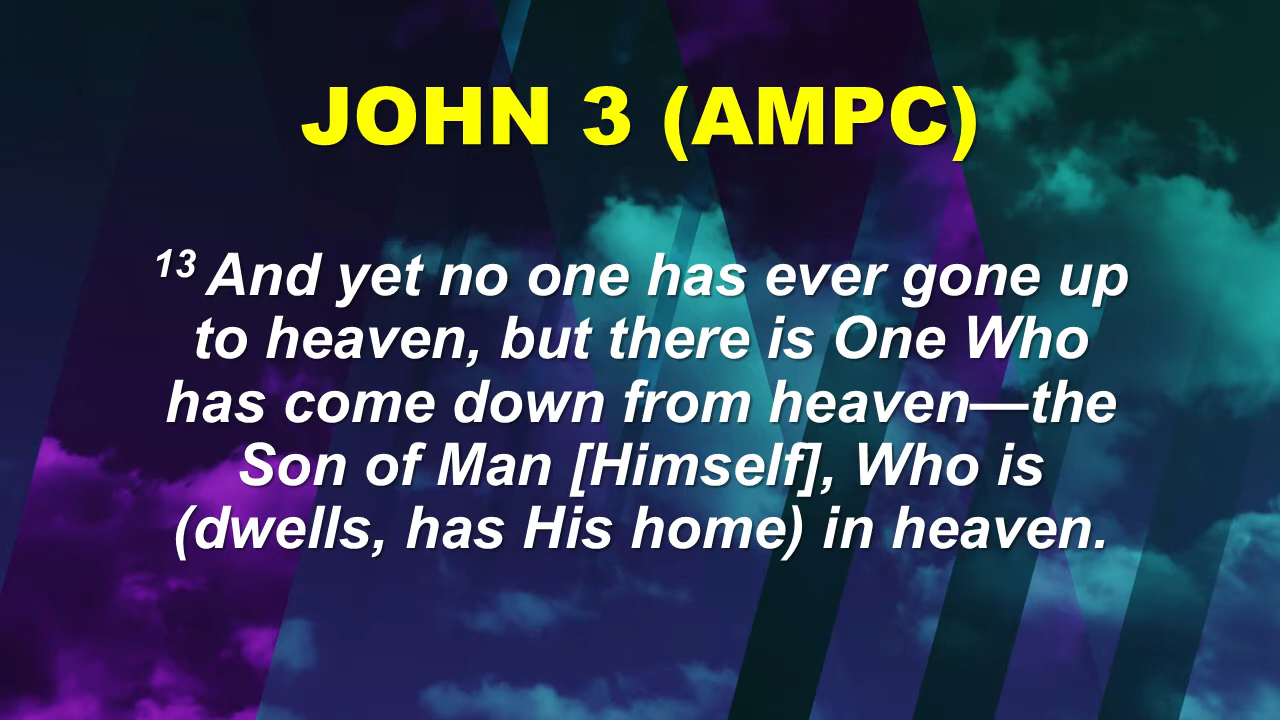 JOHN 3 (AMPC)
13 And yet no one has ever gone up
to heaven, but there is One Who
has come down from heaven—the
Son of Man [Himself], Who is
(dwells, has His home) in heaven.